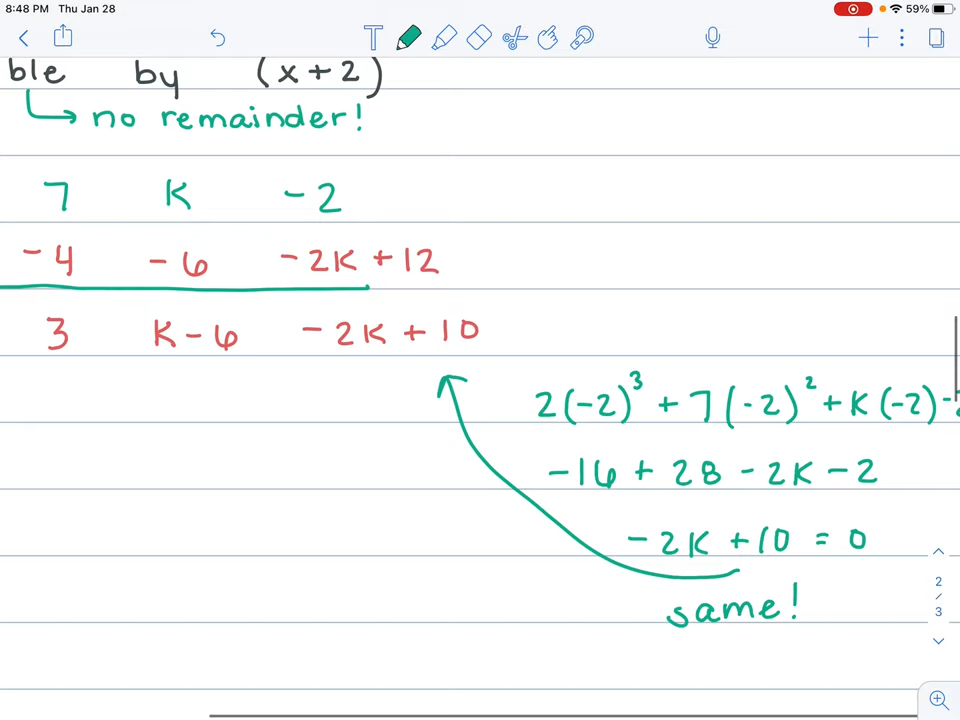 8:48 PM Thu Jan 28 59%
T
ble by (x+2)
no remainder!
7 K -2
-4 -6 -2K+12
3 K-6 -2K+10
2(-2)³+7(-2)²+K(-2)-2
-16+28-2K-2
-2K+10=0
same!
2
/
3